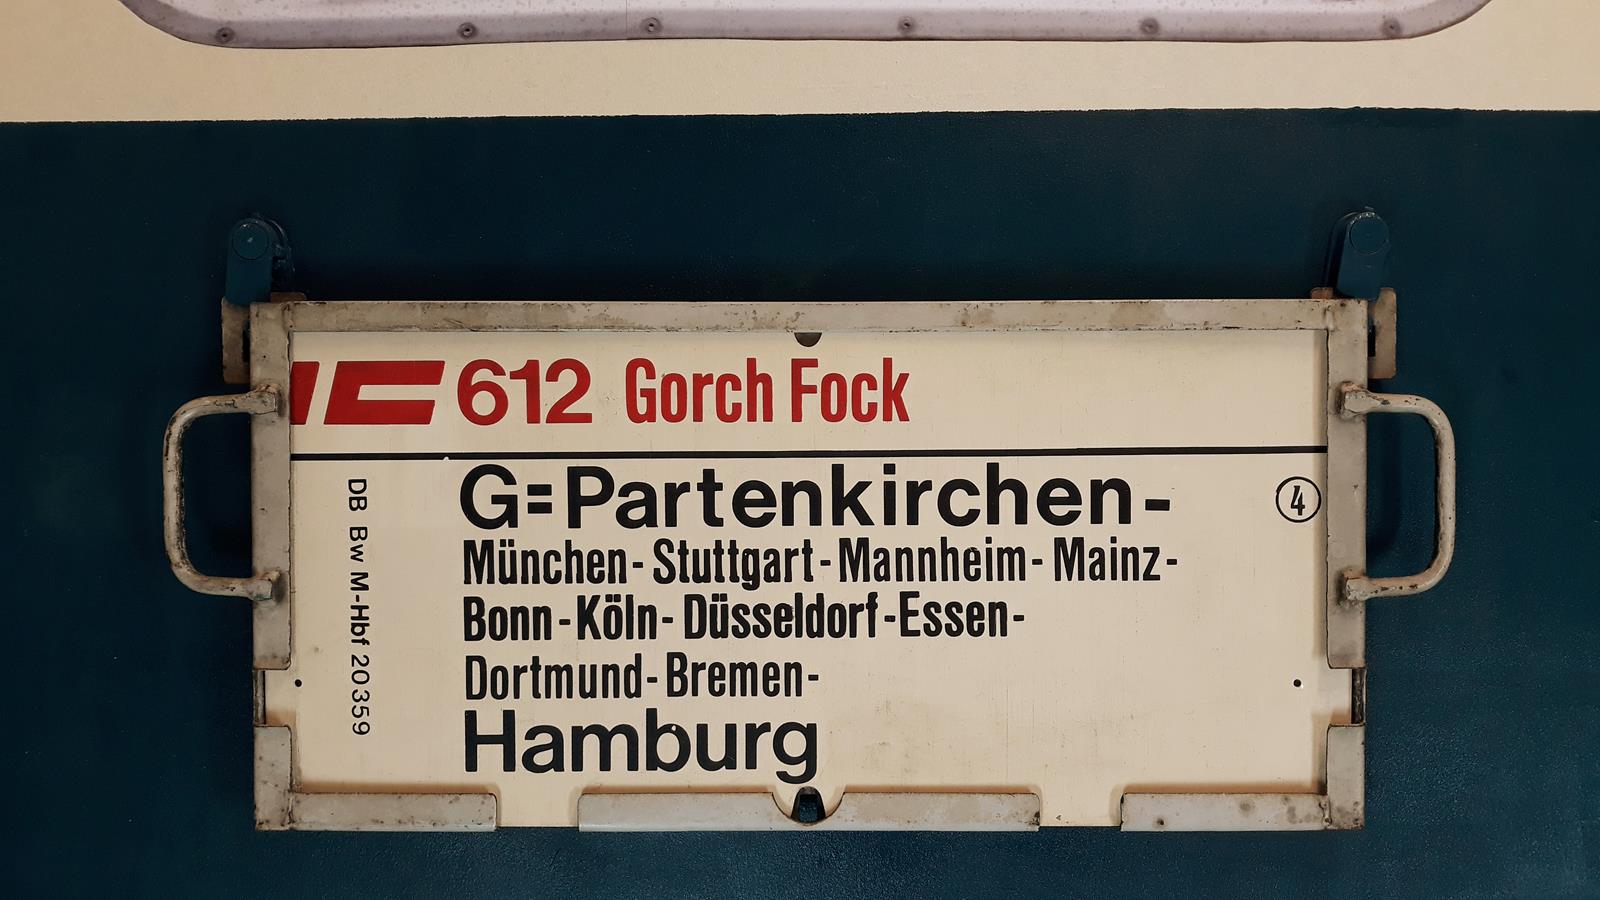 IC 612 Gorch Fock
G=Partenkirchen-
München-Stuttgart-Mannheim-Mainz-
Bonn-Köln-Düsseldorf-Essen-
Dortmund-Bremen-
Hamburg
4
DB Bw M-Hbf 20359